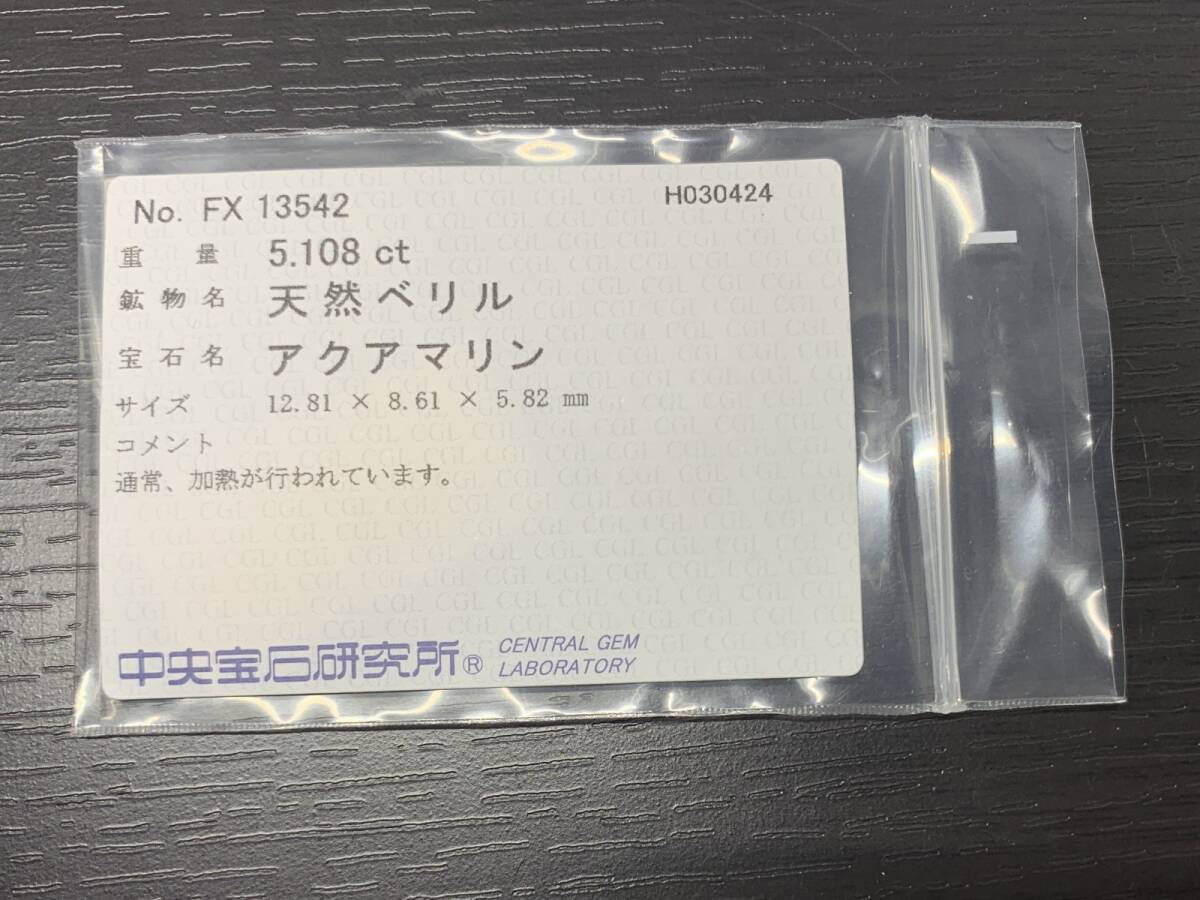 No. FX 13542 H030424
重量 5.108 ct
鉱物名 天然ベリル
宝石名 アクアマリン
サイズ 12.81 × 8.61 × 5.82 mm
コメント
通常、加熱が行われています。
中央宝石研究所® CENTRAL GEM
LABORATORY